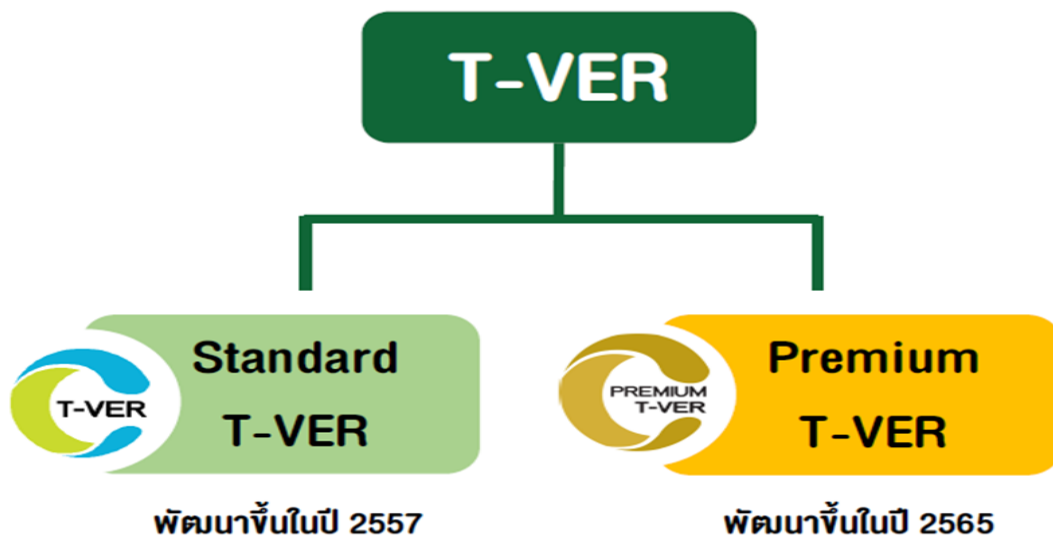 T-VER
Standard
T-VER
T-VER
Premium
T-VER
PREMIUM
T-VER
พัฒนาขึ้นในปี 2557
พัฒนาขึ้นในปี 2565